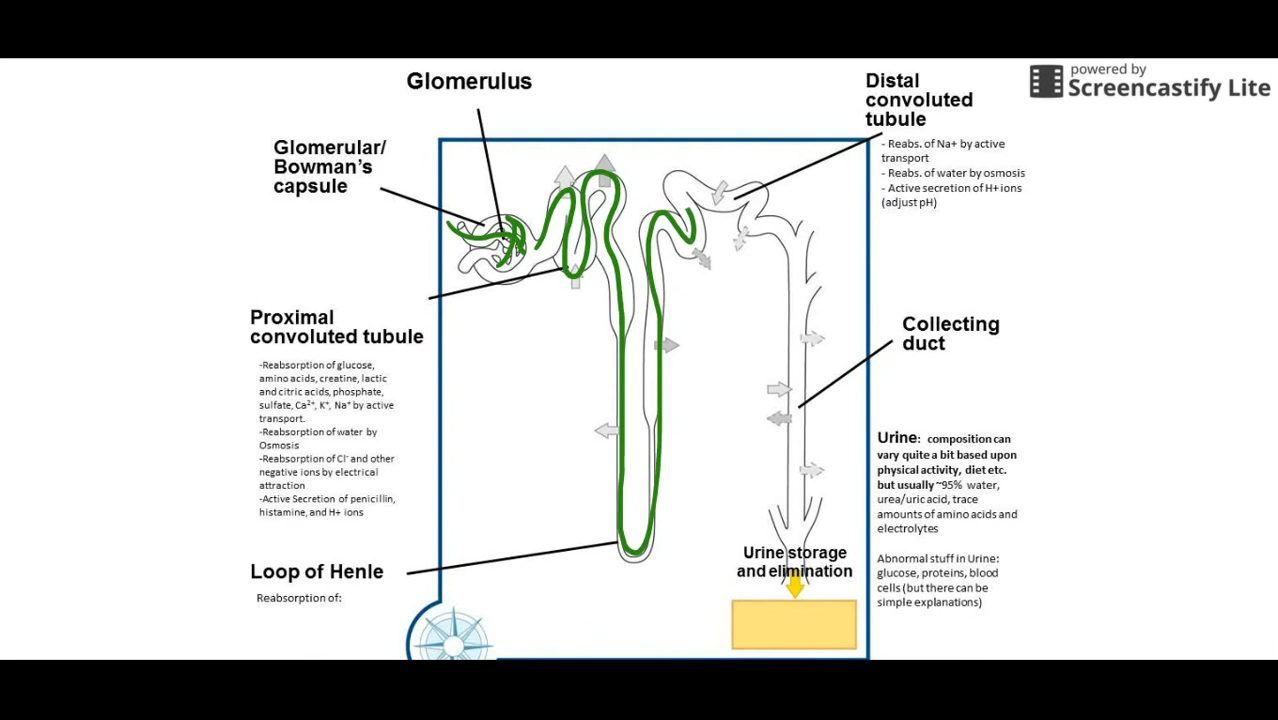 powered by
Screencastify Lite
Glomerulus
Glomerular/
Bowman's
capsule
Distal
convoluted
tubule
- Reabs. of Na+ by active
transport
- Reabs. of water by osmosis
- Active secretion of H+ ions
(adjust pH)
Proximal
convoluted tubule
-Reabsorption of glucose,
amino acids, creatine, lactic
and citric acids, phosphate,
sulfate, Ca²⁺, K⁺, Na⁺ by active
transport.
-Reabsorption of water by
Osmosis
-Reabsorption of Cl⁻ and other
negative ions by electrical
attraction
-Active Secretion of penicillin,
histamine, and H+ ions
Collecting
duct
Urine: composition can
vary quite a bit based upon
physical activity, diet etc.
but usually ~95% water,
urea/uric acid, trace
amounts of amino acids and
electrolytes
Abnormal stuff in Urine:
glucose, proteins, blood
cells (but there can be
simple explanations)
Loop of Henle
Reabsorption of:
Urine storage
and elimination